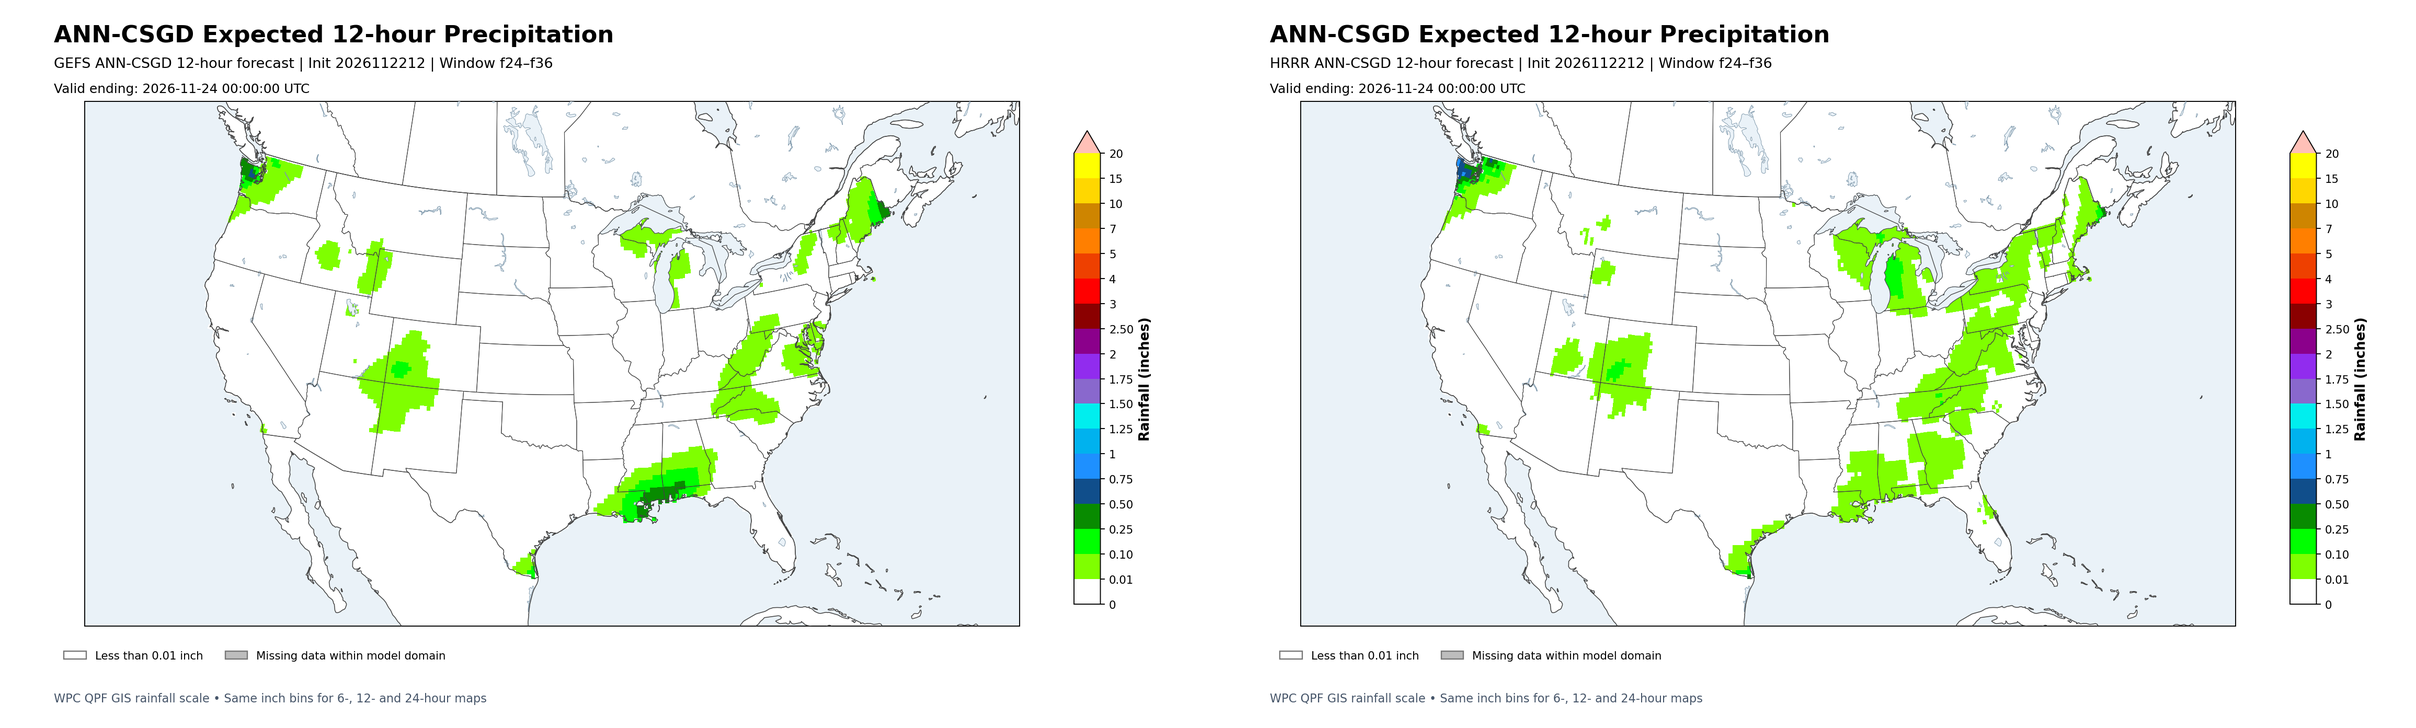 ANN-CSGD Expected 12-hour Precipitation
GEFS ANN-CSGD 12-hour forecast | Init 2026112212 | Window f24–f36
Valid ending: 2026-11-24 00:00:00 UTC
20
15
10
7
5
4
3
2.50
2
1.75
1.50
1.25
1
0.75
0.50
0.25
0.10
0.01
0
Rainfall (inches)
Less than 0.01 inch
Missing data within model domain
WPC QPF GIS rainfall scale • Same inch bins for 6-, 12- and 24-hour maps
ANN-CSGD Expected 12-hour Precipitation
HRRR ANN-CSGD 12-hour forecast | Init 2026112212 | Window f24–f36
Valid ending: 2026-11-24 00:00:00 UTC
20
15
10
7
5
4
3
2.50
2
1.75
1.50
1.25
1
0.75
0.50
0.25
0.10
0.01
0
Rainfall (inches)
Less than 0.01 inch
Missing data within model domain
WPC QPF GIS rainfall scale • Same inch bins for 6-, 12- and 24-hour maps